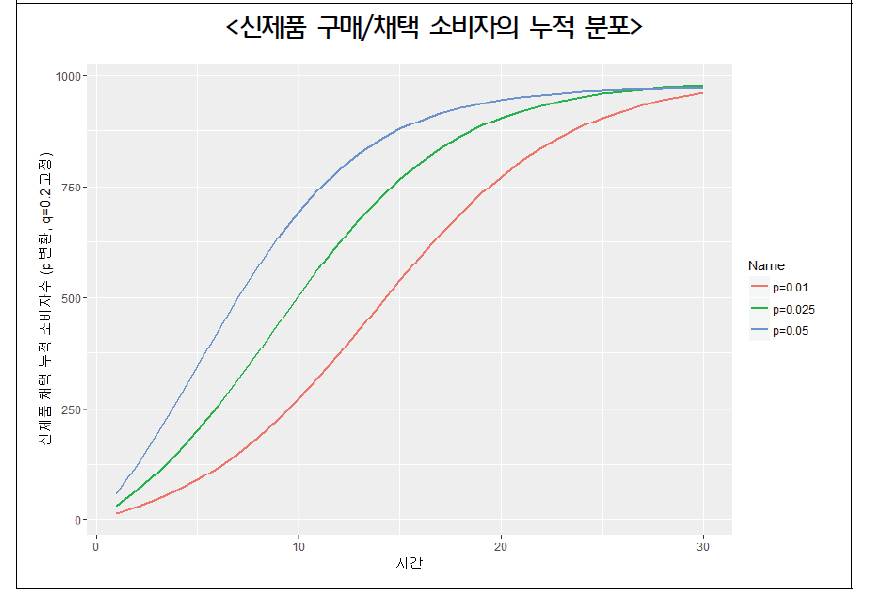 <신제품 구매/채택 소비자의 누적 분포>
신제품 채택 누적 소비자수 (p 변환, q=0.2 고정)
1000
750
500
250
0
0 10 20 30
시간
Name
p=0.01
p=0.025
p=0.05